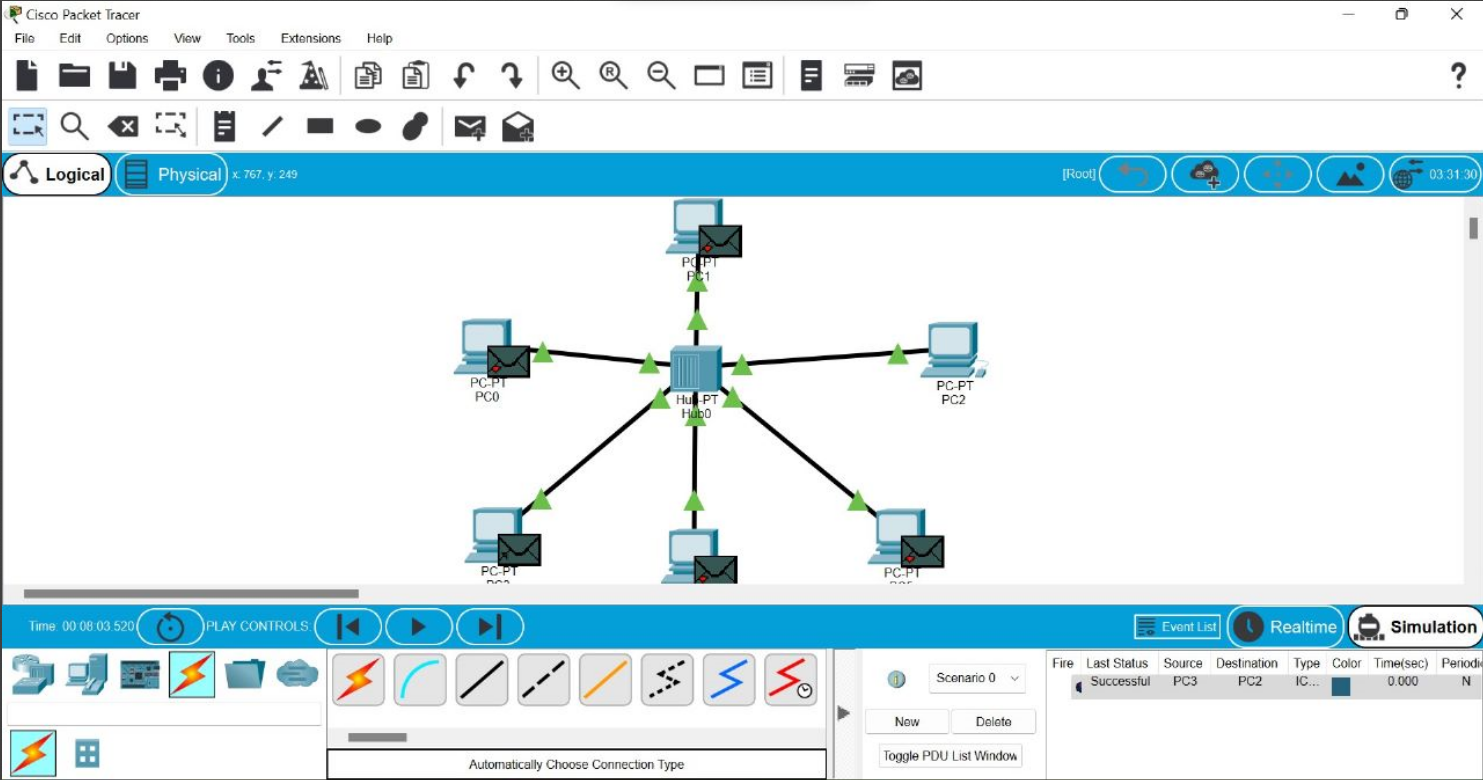 Cisco Packet Tracer
File Edit Options View Tools Extensions Help
Logical Physical x: 767, y: 249 [Root] 03:31:30
PC-PT
PC1
PC-PT
PC0
PC-PT
PC2
Hub-PT
Hub0
PC-PT
PC-PT
Time: 00:08:03.520 PLAY CONTROLS: Event List Realtime Simulation
Fire Last Status Source Destination Type Color Time(sec) Periodi
Successful PC3 PC2 IC... 0.000 N
Scenario 0
New Delete
Toggle PDU List Window
Automatically Choose Connection Type